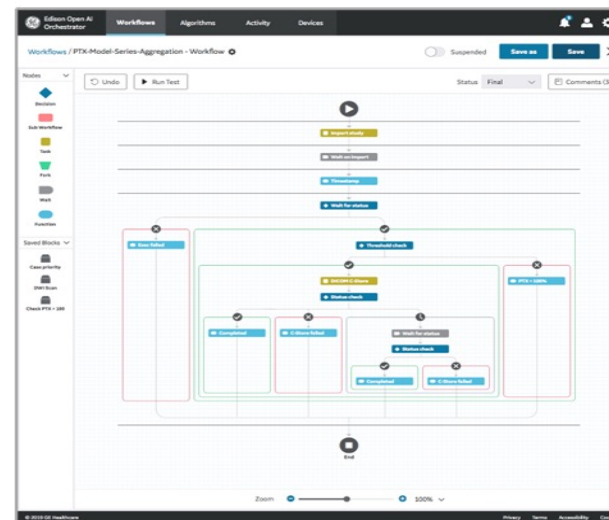 Edison Open AI
Orchestrator
Workflows
Algorithms
Activity
Devices
Workflows / PTX-Model-Series-Aggregation - Workflow
Suspended
Save as
Save
Nodes
Undo
Run Test
Status
Final
Comments (3
Decision
Sub Workflow
Task
Fork
Wait
Function
Saved Blocks
Case priority
Check PTX > 100
Import study
Wait on import
Timestamp
Wait for status
Exec failed
Threshold check
DICOM C-Store
Status check
PTX < 100%
Completed
C-Store failed
Wait for status
Status check
Completed
C-Store failed
End
Zoom
100%
© 2019 GE Healthcare
Privacy
Terms
Accessibility